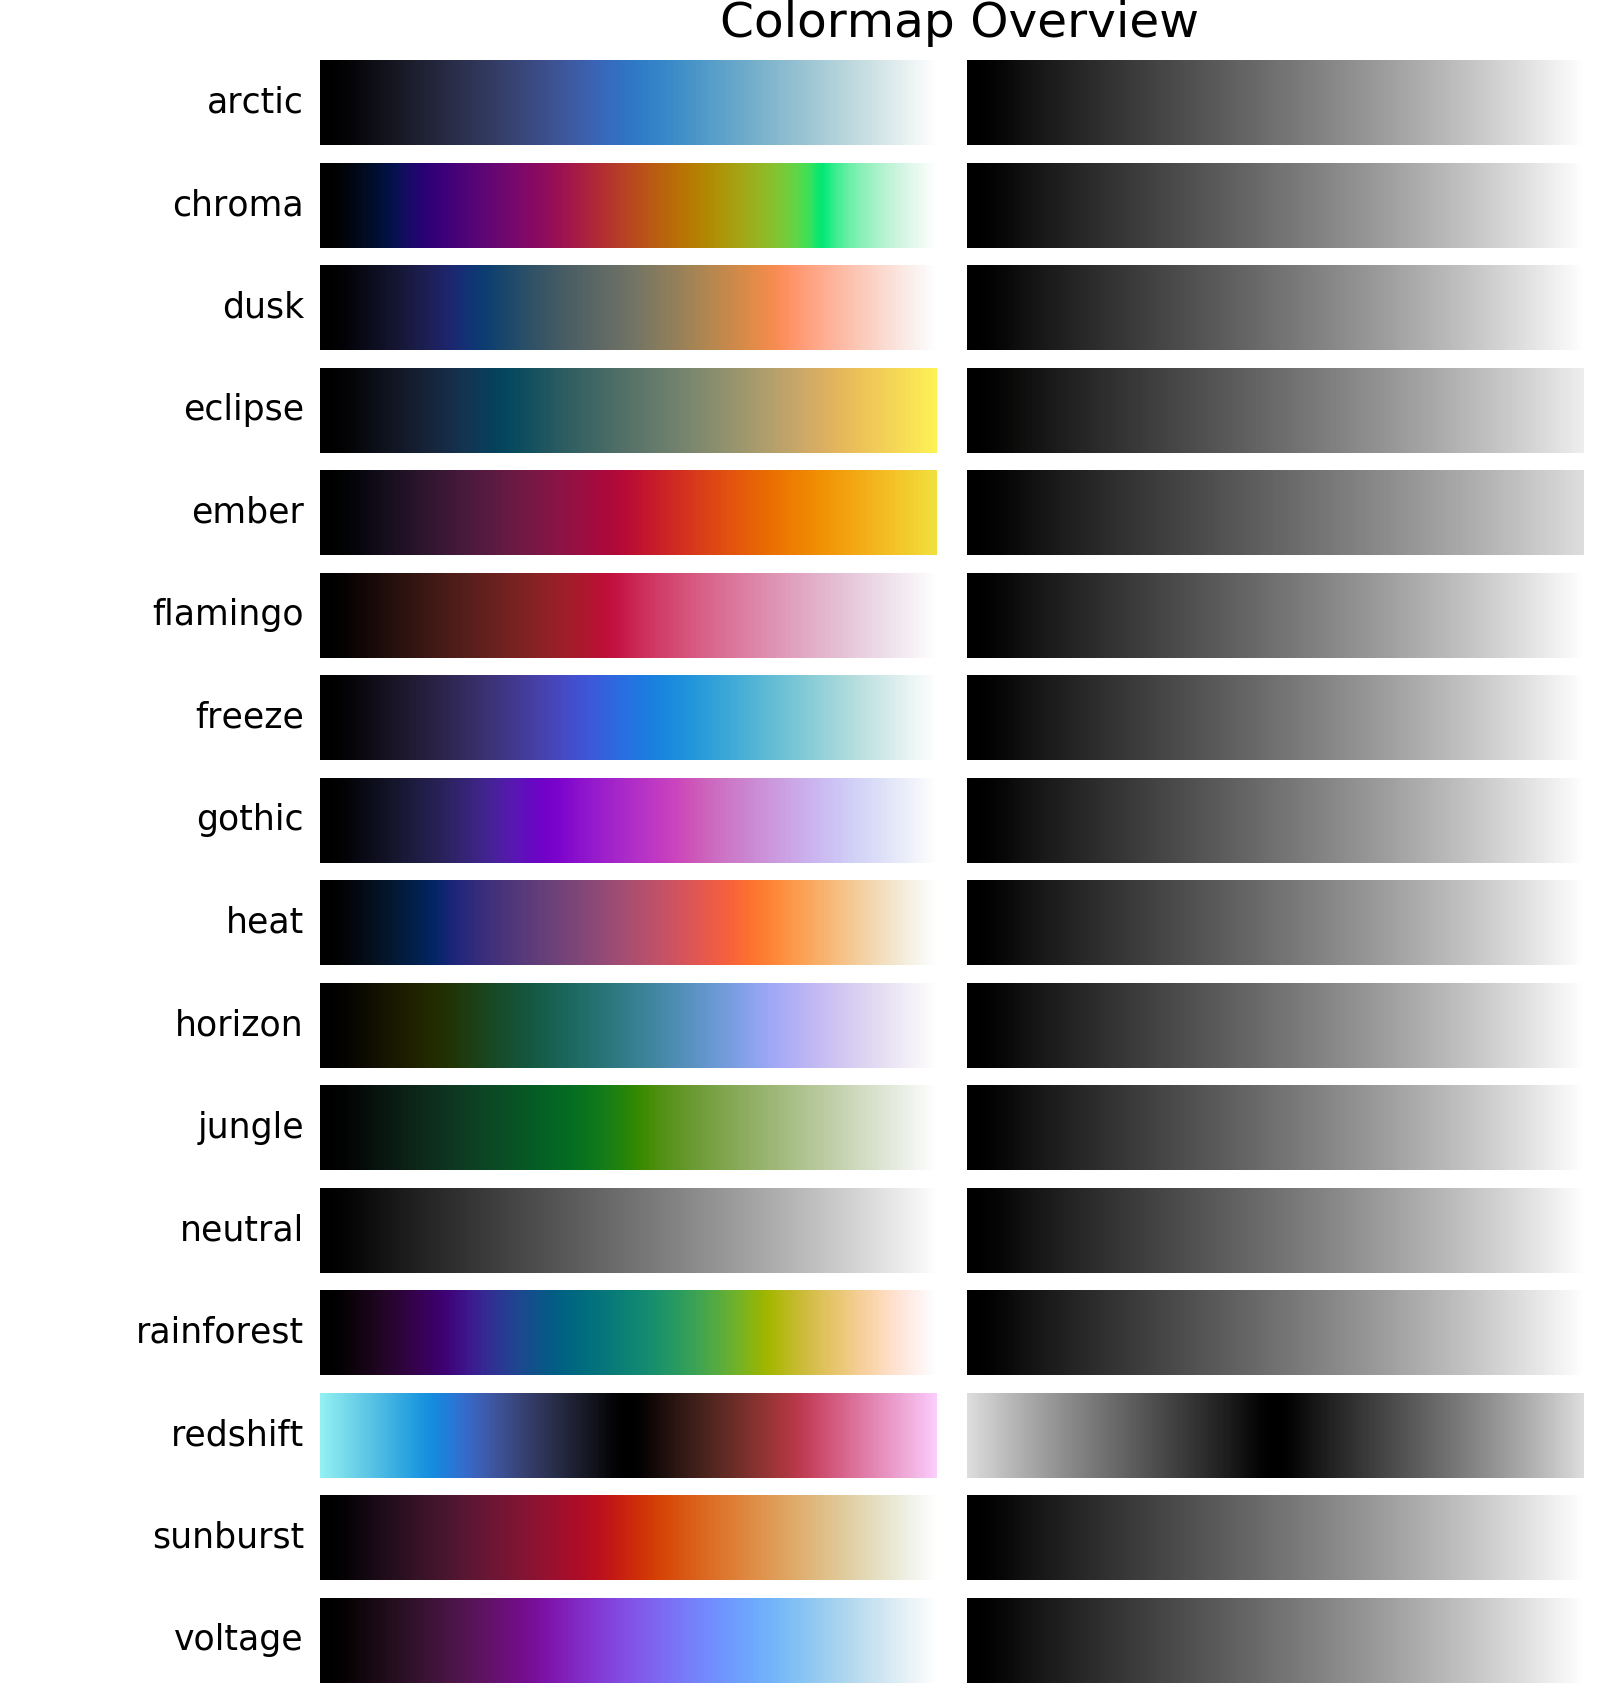 Colormap Overview
arctic
chroma
dusk
eclipse
ember
flamingo
freeze
gothic
heat
horizon
jungle
neutral
rainforest
redshift
sunburst
voltage